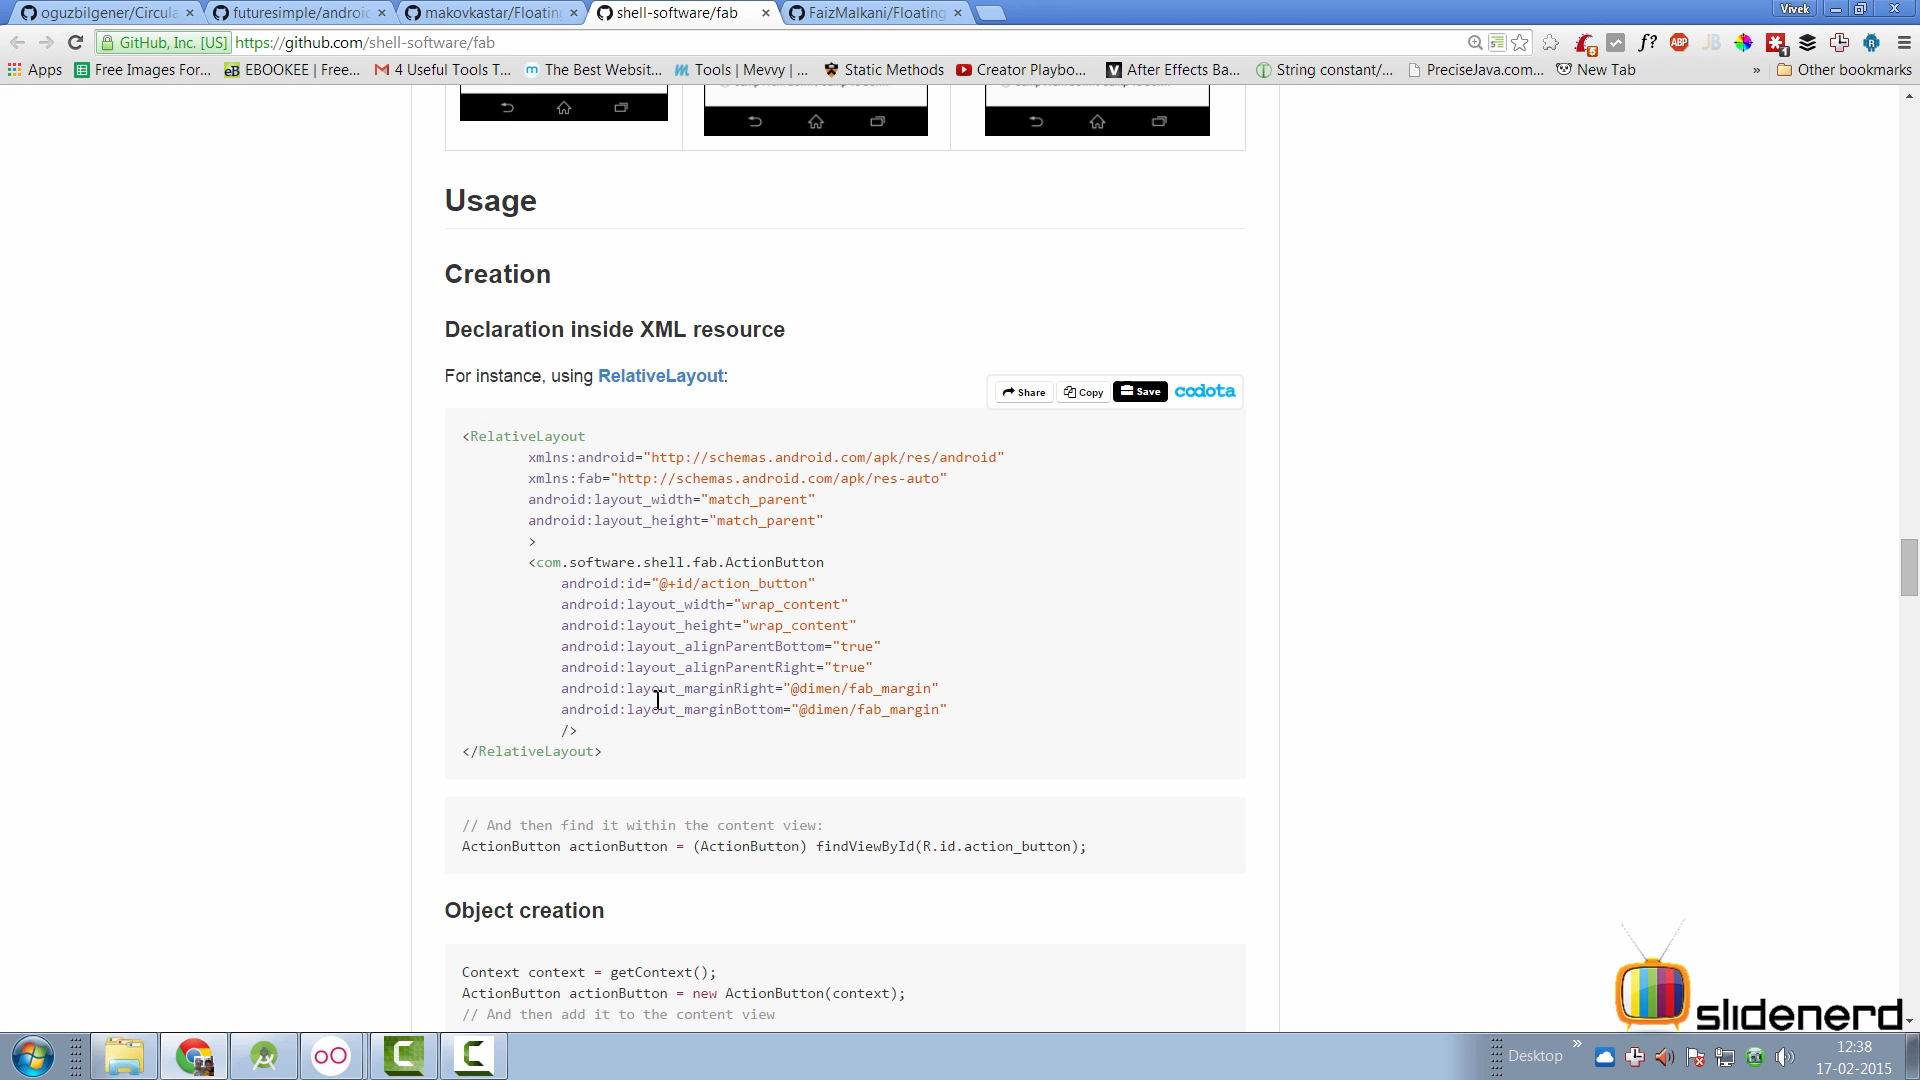 oguzbilgener/Circula
futuresimple/androi
makovkastar/Floating
shell-software/fab
FaizMalkani/Floating
Vivek
GitHub, Inc. [US]
https://github.com/shell-software/fab
Apps
Free Images For...
EBOOKEE | Free...
4 Useful Tools T...
The Best Websit...
Tools | Mevvy | ...
Static Methods
Creator Playbo...
After Effects Ba...
String constant/...
PreciseJava.com...
New Tab
»
Other bookmarks
Usage
Creation
Declaration inside XML resource
For instance, using RelativeLayout:
Share
Copy
Save
codota
<RelativeLayout
xmlns:android="http://schemas.android.com/apk/res/android"
xmlns:fab="http://schemas.android.com/apk/res-auto"
android:layout_width="match_parent"
android:layout_height="match_parent"
>
<com.software.shell.fab.ActionButton
android:id="@+id/action_button"
android:layout_width="wrap_content"
android:layout_height="wrap_content"
android:layout_alignParentBottom="true"
android:layout_alignParentRight="true"
android:layout_marginRight="@dimen/fab_margin"
android:layout_marginBottom="@dimen/fab_margin"
/>
</RelativeLayout>
// And then find it within the content view:
ActionButton actionButton = (ActionButton) findViewById(R.id.action_button);
Object creation
Context context = getContext();
ActionButton actionButton = new ActionButton(context);
// And then add it to the content view
slidenerd
Desktop
»
12:38
17-02-2015